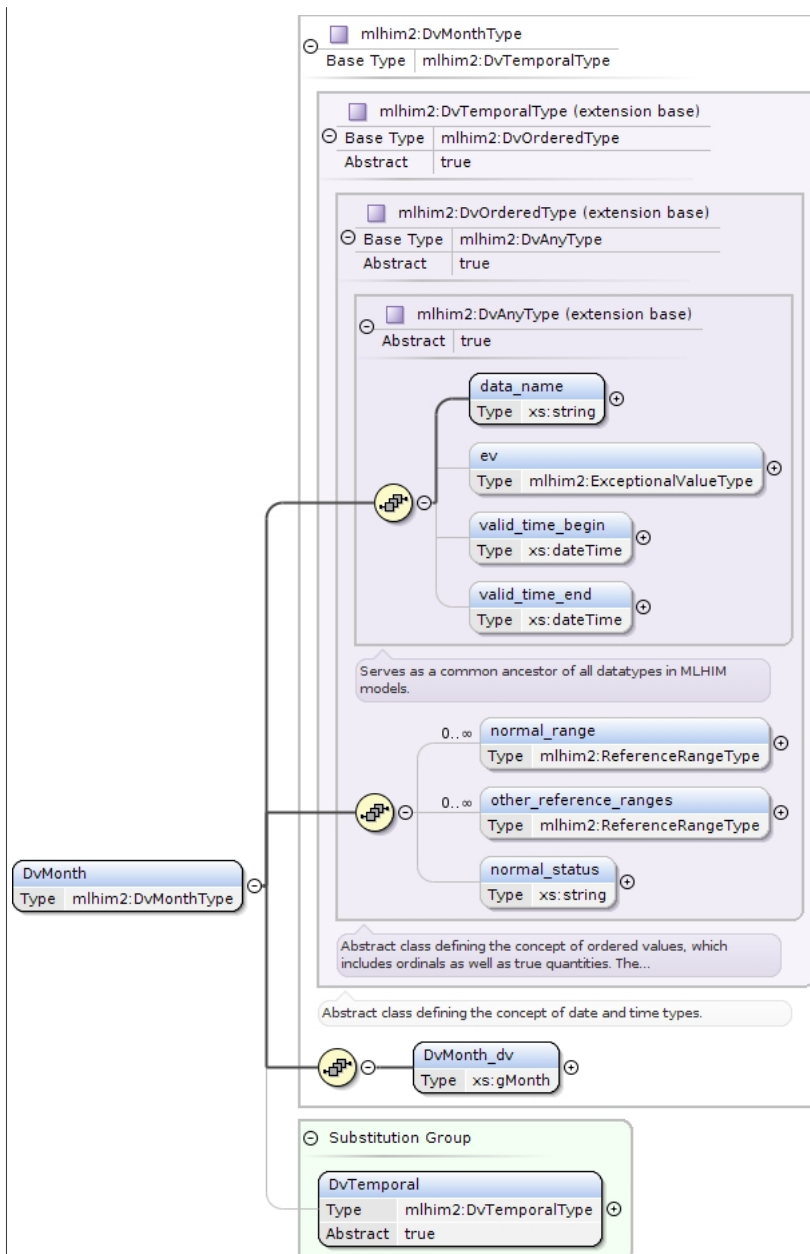 mlhim2:DvMonthType
Base Type mlhim2:DvTemporalType
mlhim2:DvTemporalType (extension base)
Base Type mlhim2:DvOrderedType
Abstract true
mlhim2:DvOrderedType (extension base)
Base Type mlhim2:DvAnyType
Abstract true
mlhim2:DvAnyType (extension base)
Abstract true
data_name
Type xs:string
ev
Type mlhim2:ExceptionalValueType
valid_time_begin
Type xs:dateTime
valid_time_end
Type xs:dateTime
Serves as a common ancestor of all datatypes in MLHIM
models.
0..∞ normal_range
Type mlhim2:ReferenceRangeType
0..∞ other_reference_ranges
Type mlhim2:ReferenceRangeType
normal_status
Type xs:string
DvMonth
Type mlhim2:DvMonthType
Abstract class defining the concept of ordered values, which
includes ordinals as well as true quantities. The...
Abstract class defining the concept of date and time types.
DvMonth_dv
Type xs:gMonth
Substitution Group
DvTemporal
Type mlhim2:DvTemporalType
Abstract true